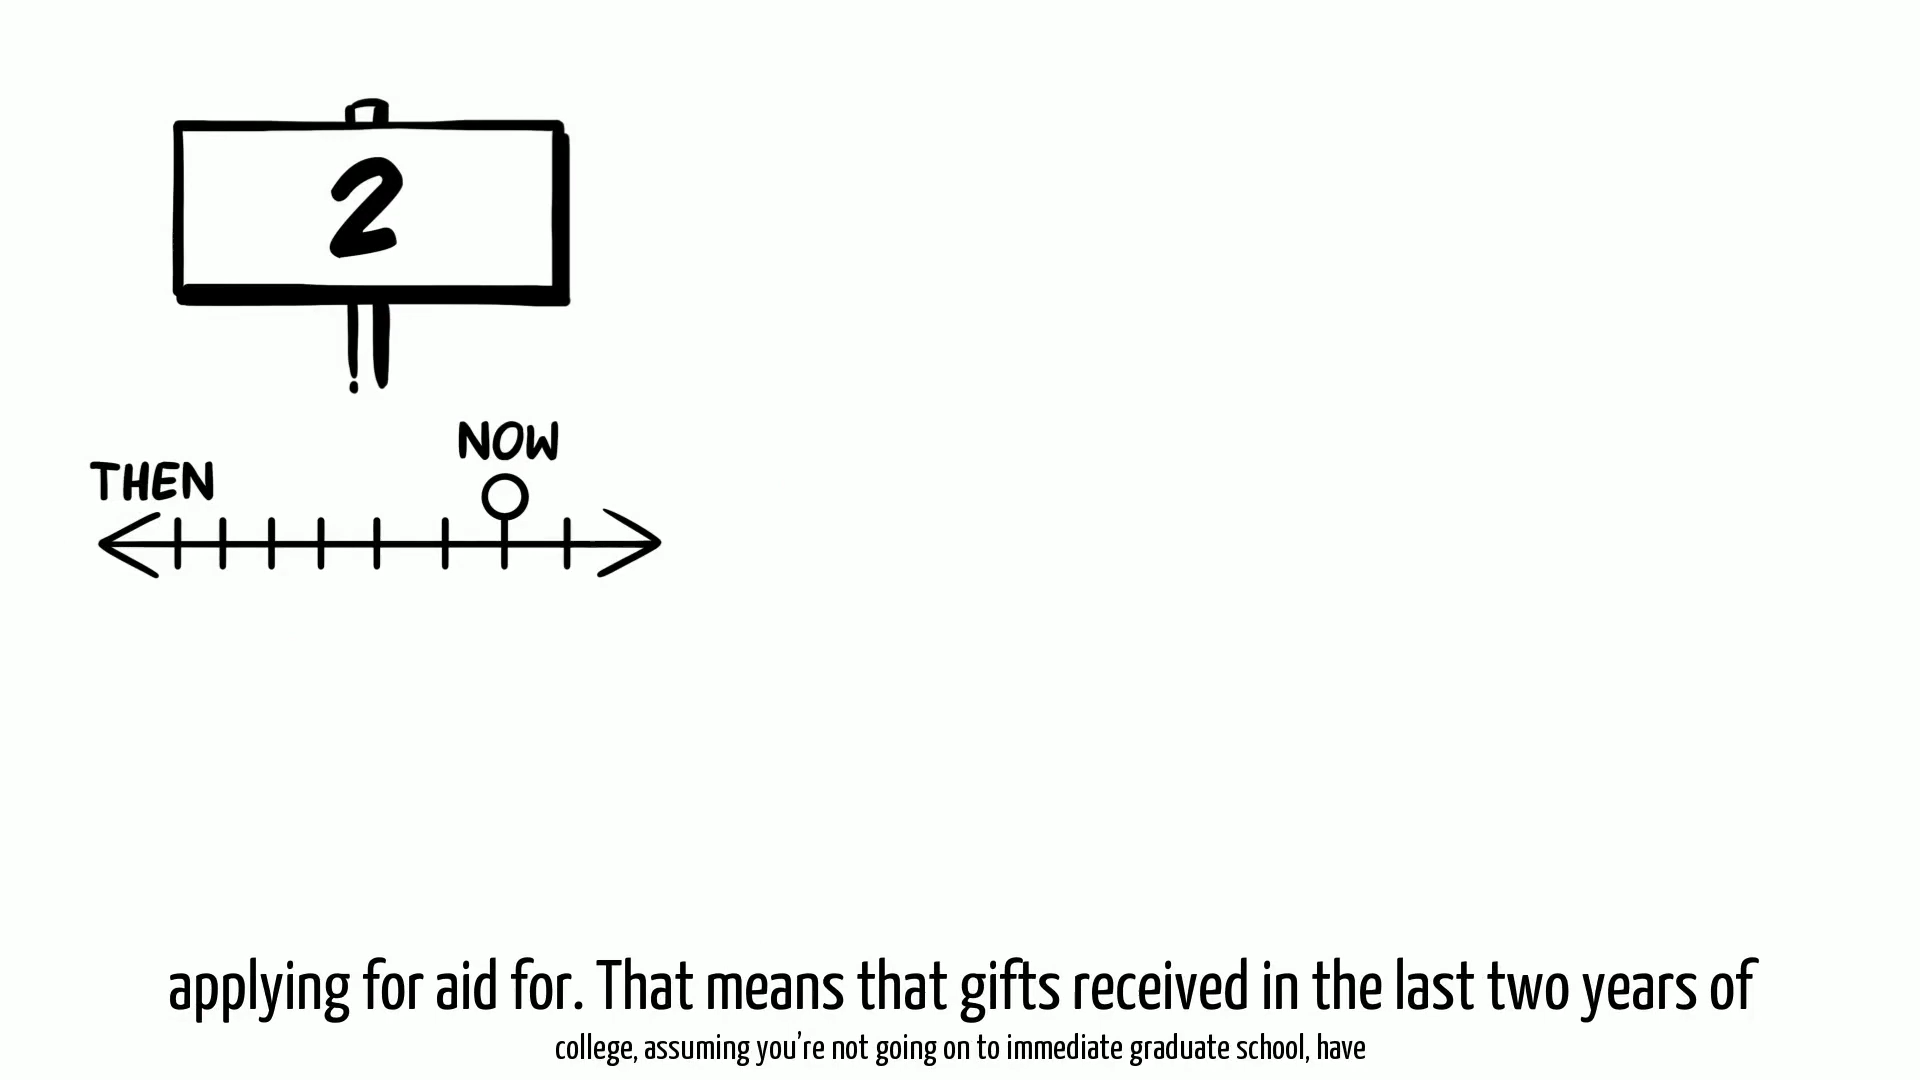 2
NOW
THEN
applying for aid for. That means that gifts received in the last two years of
college, assuming you’re not going on to immediate graduate school, have